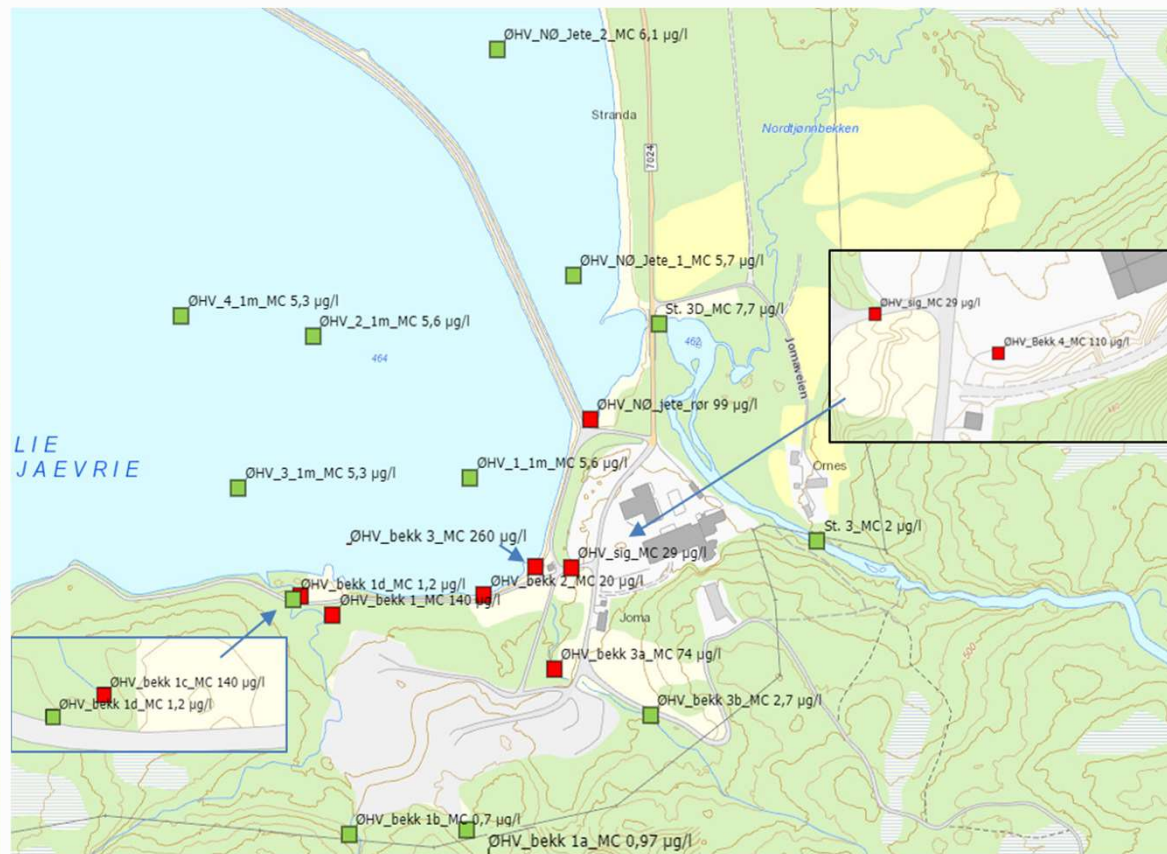 ØHV_NØ_Jete_2_MC 6,1 µg/l
Stranda
Nordtjønnbekken
7024
ØHV_NØ_Jete_1_MC 5,7 µg/l
ØHV_4_1m_MC 5,3 µg/l
ØHV_2_1m_MC 5,6 µg/l
St. 3D_MC 7,7 µg/l
ØHV_sig_MC 29 µg/l
ØHV_Bekk 4_MC 110 µg/l
464
462
Jomaveien
ØHV_NØ_jete_rør 99 µg/l
LIE
JAEVRIE
ØHV_3_1m_MC 5,3 µg/l
ØHV_1_1m_MC 5,6 µg/l
Ornes
St. 3_MC 2 µg/l
ØHV_bekk 3_MC 260 µg/l
ØHV_sig_MC 29 µg/l
ØHV_bekk 1d_MC 1,2 µg/l
ØHV_bekk 2_MC 20 µg/l
ØHV_bekk 1_MC 140 µg/l
Joma
500
ØHV_bekk 3a_MC 74 µg/l
ØHV_bekk 1c_MC 140 µg/l
ØHV_bekk 1d_MC 1,2 µg/l
ØHV_bekk 3b_MC 2,7 µg/l
ØHV_bekk 1b_MC 0,7 µg/l
ØHV_bekk 1a_MC 0,97 µg/l